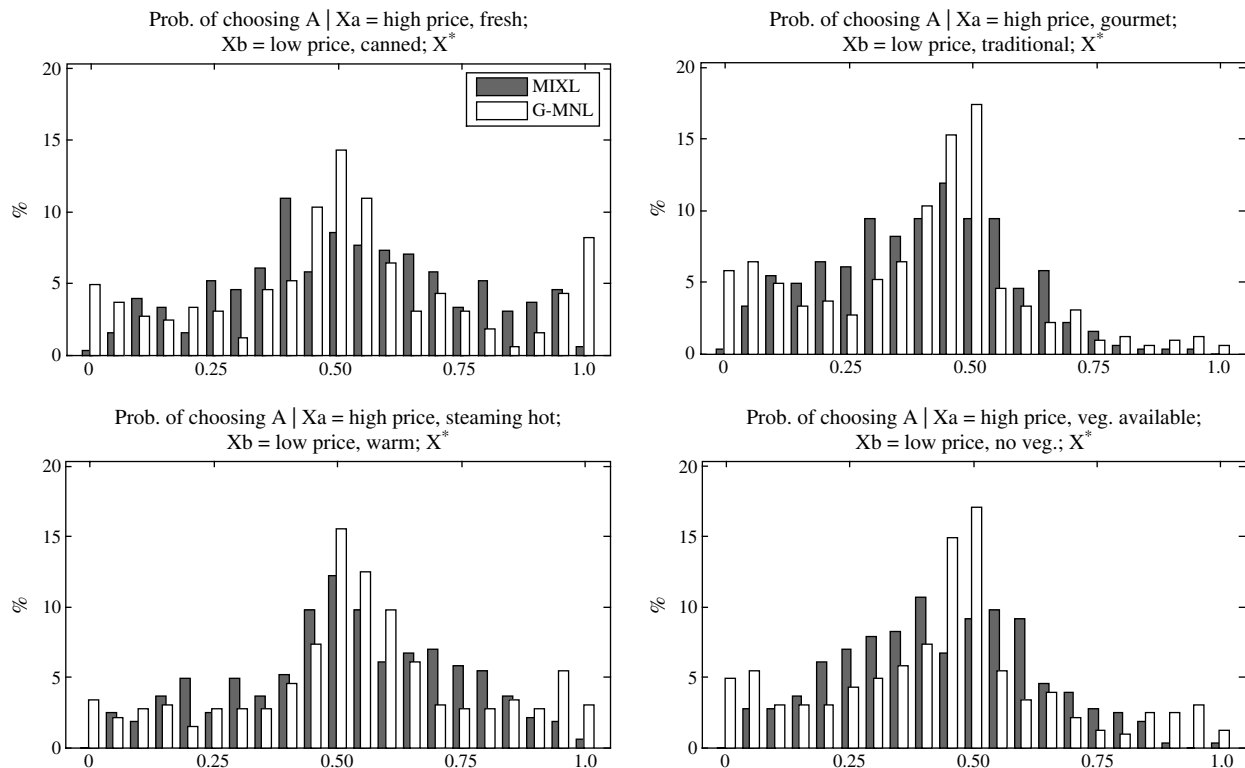 Prob. of choosing A | Xa = high price, fresh;
Xb = low price, canned; X*
20
15
10
5
0
%
MIXL
G-MNL
0 0.25 0.50 0.75 1.0
Prob. of choosing A | Xa = high price, gourmet;
Xb = low price, traditional; X*
20
15
10
5
0
%
0 0.25 0.50 0.75 1.0
Prob. of choosing A | Xa = high price, steaming hot;
Xb = low price, warm; X*
20
15
10
5
0
%
0 0.25 0.50 0.75 1.0
Prob. of choosing A | Xa = high price, veg. available;
Xb = low price, no veg.; X*
20
15
10
5
0
%
0 0.25 0.50 0.75 1.0